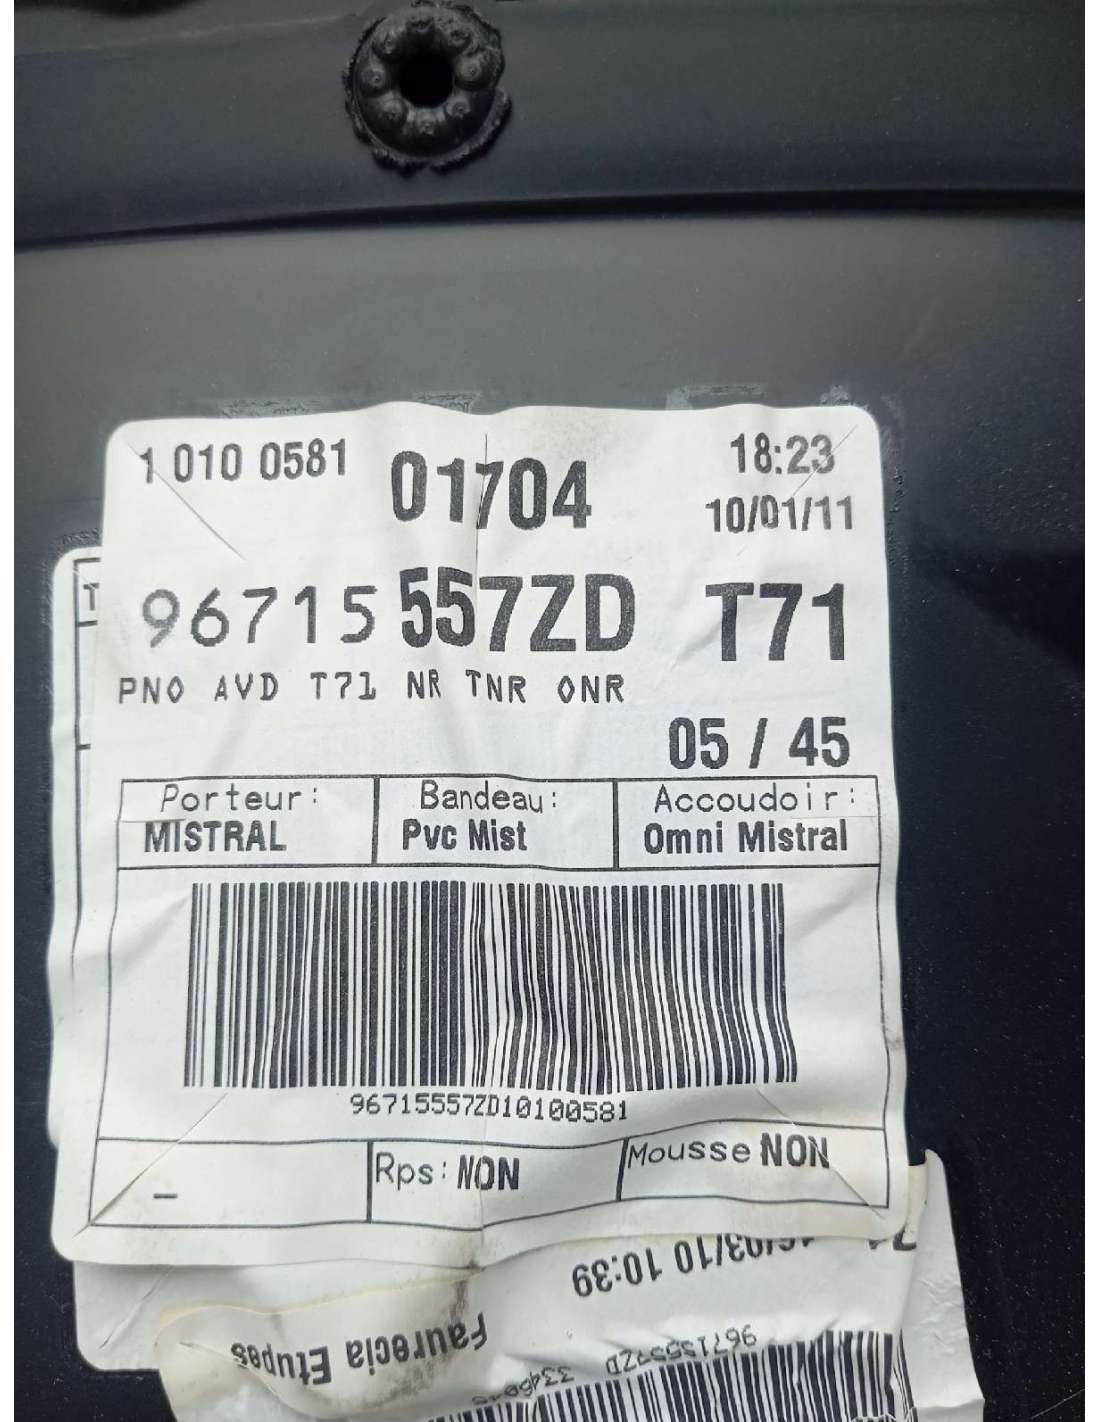 1 010 0581 01704 18:23
10/01/11
96715 557ZD T71
PNO AVD T71 NR TNR ONR
05 / 45
Porteur: Bandeau: Accoudoir:
MISTRAL Pvc Mist Omni Mistral
96715557ZD10100581
– Rps: NON Mousse NON
10:39
Faurecia Etupes